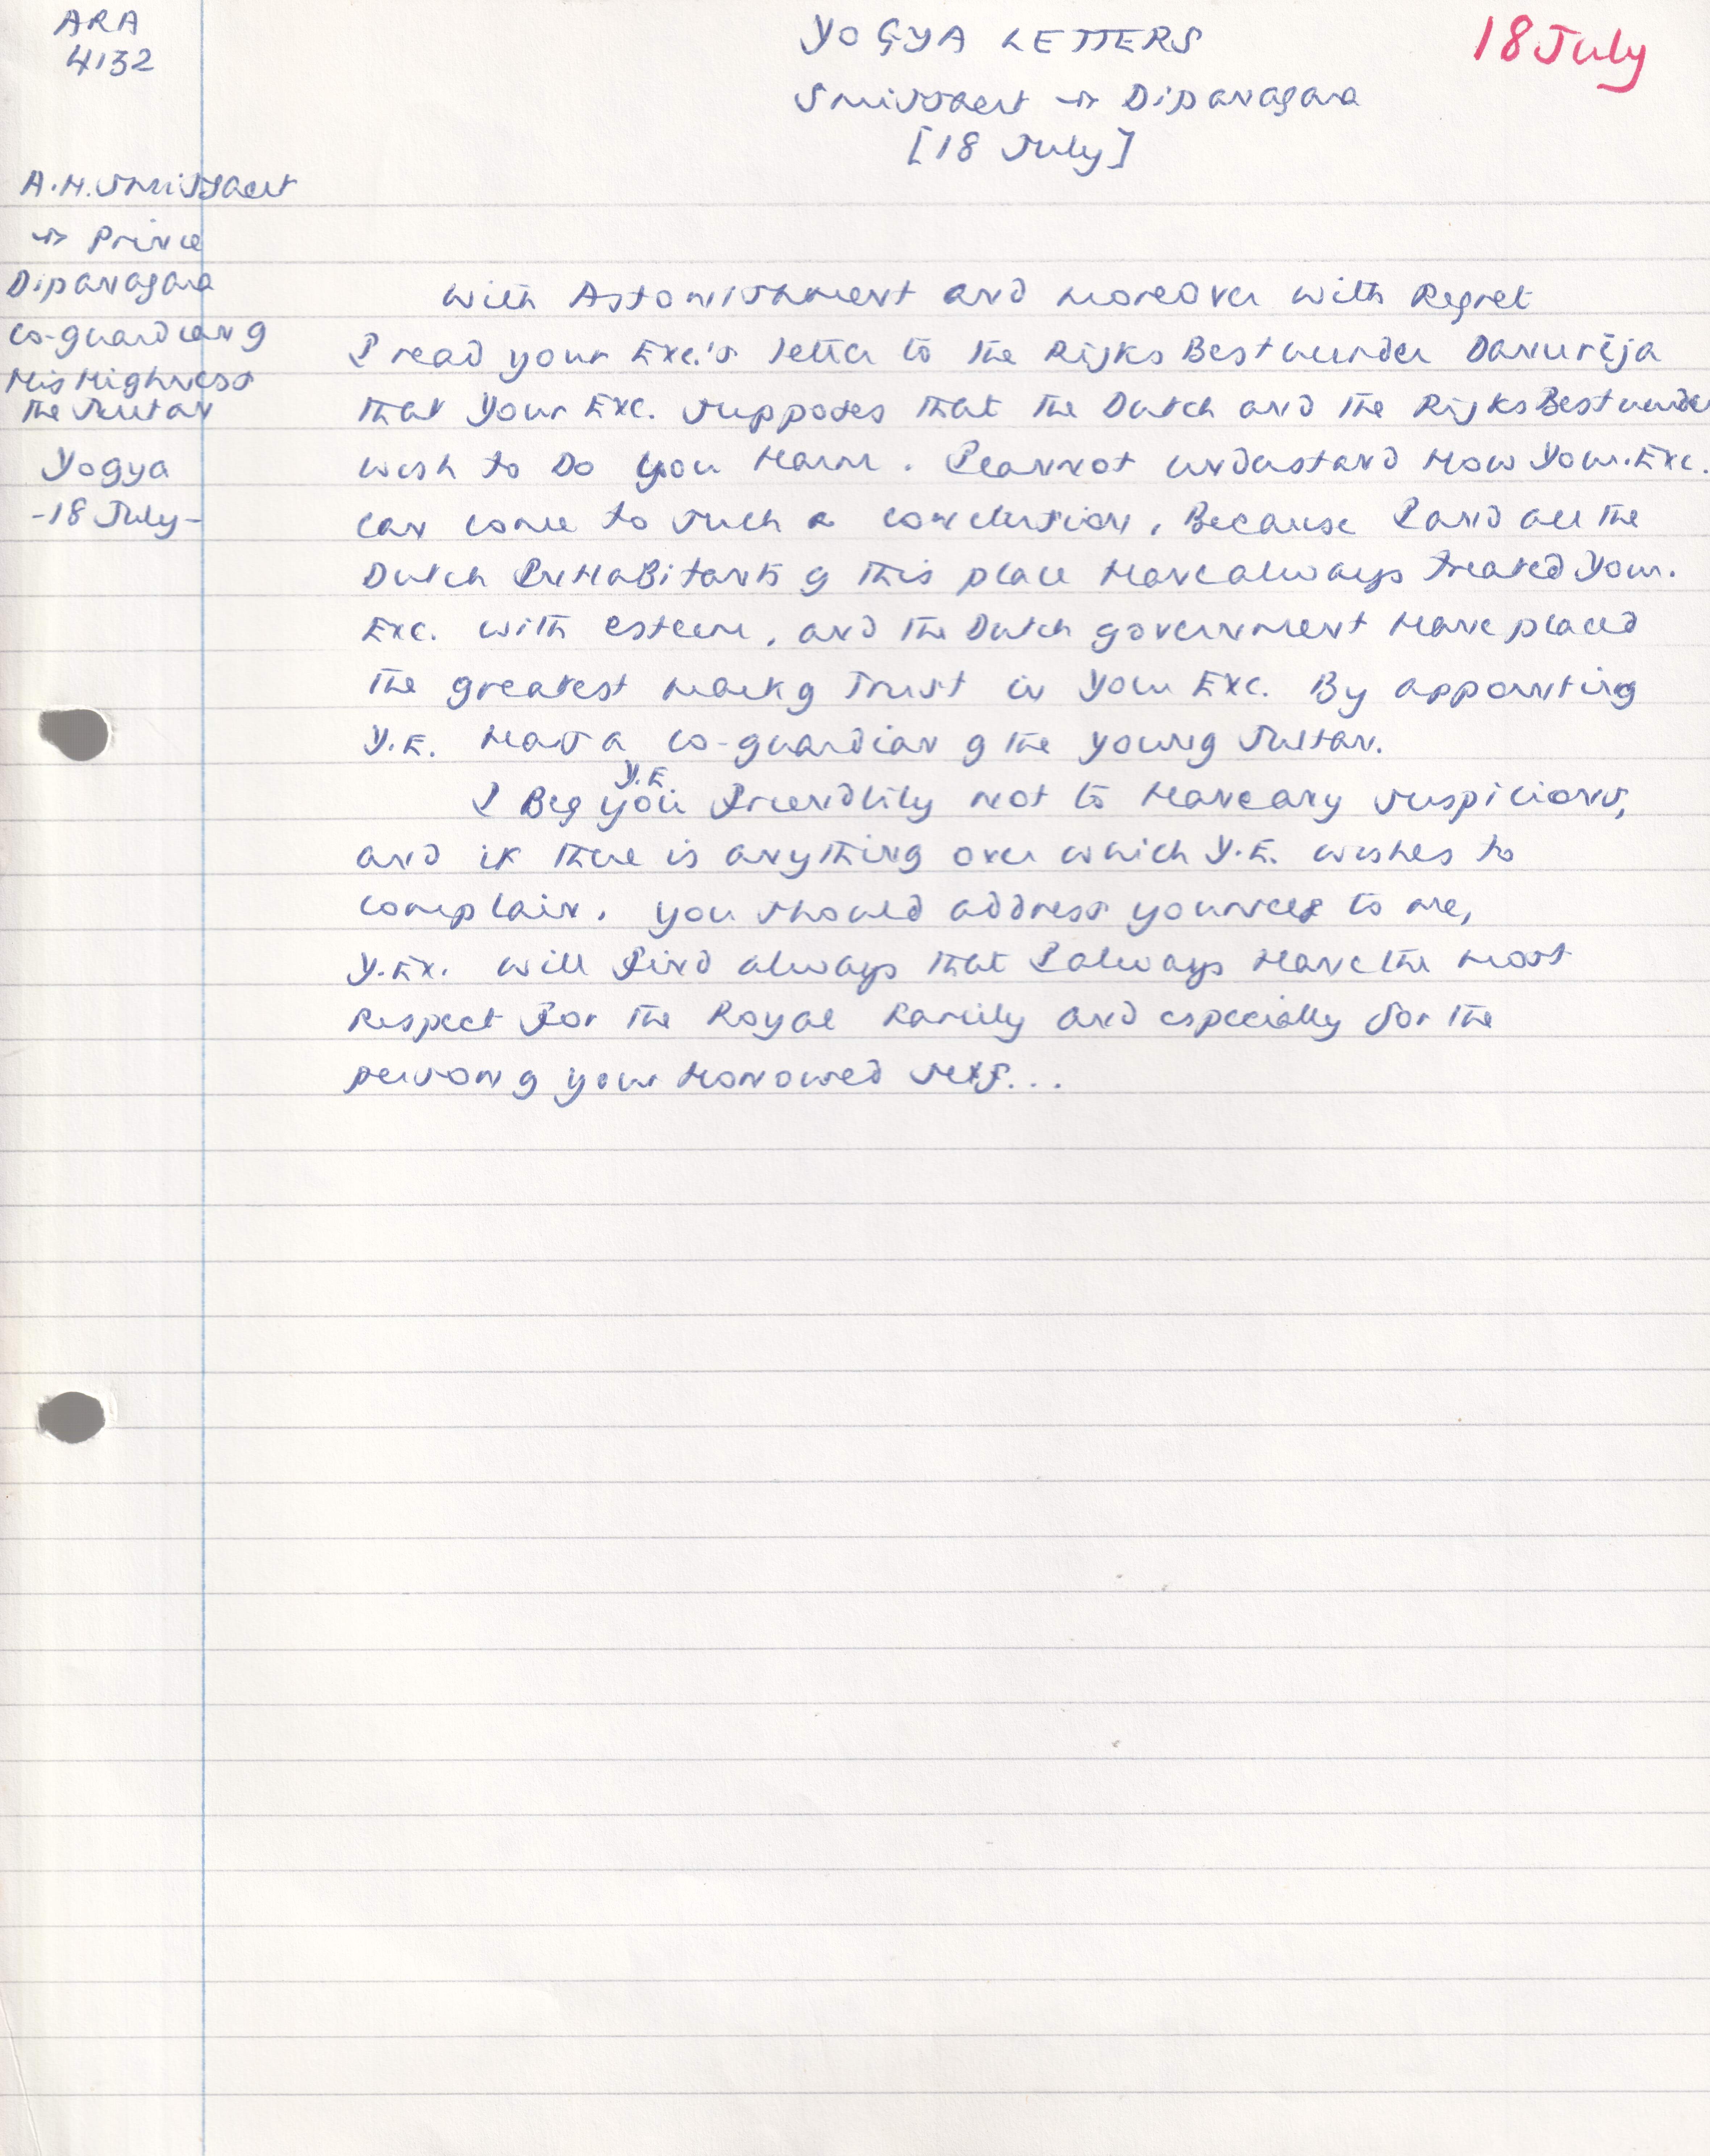 ARA
4132
YOGYA LETTERS
Smissaert → Dipanagara
[18 July]
18 July
A.H. Smissaert
→ Prince
Dipanagara
co-guardian of
His Highness
the Sultan
Yogya
-18 July-
With Astonishment and moreover with Regret
I read your Exc.'s letter to the Rijks Bestuurder Danureja
that Your Exc. supposes that the Dutch and the Rijks Bestuurder
wish to Do you Harm. I cannot understand How Your. Exc.
can come to such a conclusion, Because I and all the
Dutch InHaBitants of this place Have always treated Your.
Exc. with esteem, and the Dutch government Have placed
the greatest mark of Trust in Your Exc. By appointing
Y.E. as a co-guardian of the young Sultan.
Y.E.
I Beg you Friendlily not to Have any suspicions,
and if there is anything over which Y.E. wishes to
complain, you should address yourself to me,
Y.Ex. will Find always that I always Have the most
Respect For the Royal Family and especially for the
person of your Honoured self...